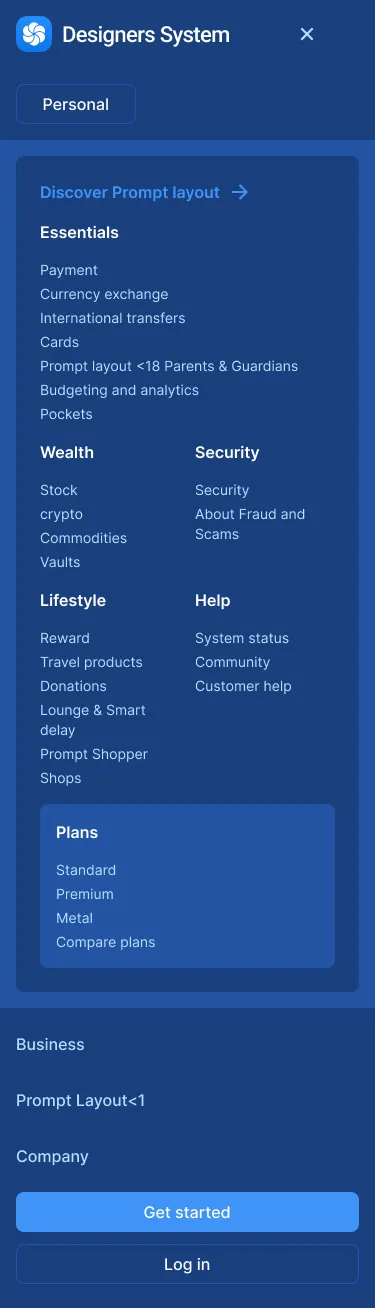 Designers System
Personal
Discover Prompt layout
Essentials
Payment
Currency exchange
International transfers
Cards
Prompt layout <18 Parents & Guardians
Budgeting and analytics
Pockets
Wealth
Stock
crypto
Commodities
Vaults
Security
Security
About Fraud and
Scams
Lifestyle
Reward
Travel products
Donations
Lounge & Smart
delay
Prompt Shopper
Shops
Help
System status
Community
Customer help
Plans
Standard
Premium
Metal
Compare plans
Business
Prompt Layout<1
Company
Get started
Log in